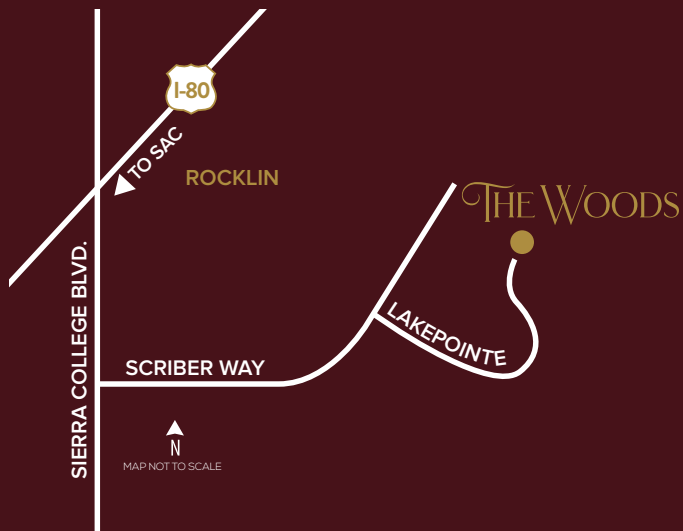 I-80
TO SAC
ROCKLIN
THE WOODS
SIERRA COLLEGE BLVD.
LAKEPOINTE
SCRIBER WAY
N
MAP NOT TO SCALE